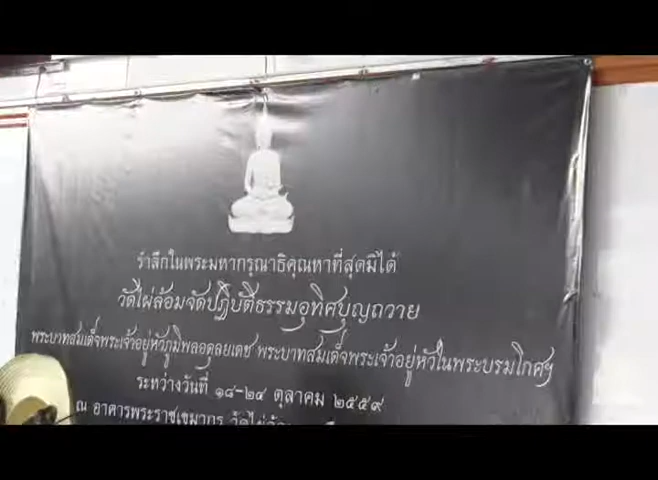 รำลึกในพระมหากรุณาธิคุณหาที่สุดมิได้
วัดไผ่ล้อมจัดปฏิบัติธรรมอุทิศบุญถวาย
พระบาทสมเด็จพระเจ้าอยู่หัวภูมิพลอดุลยเดช พระบาทสมเด็จพระเจ้าอยู่หัวในพระบรมโกศฯ
ระหว่างวันที่ ๑๘-๒๔ ตุลาคม ๒๕๕๙
ณ อาคารพระราชเขมากร วัดไผ่ล้อม